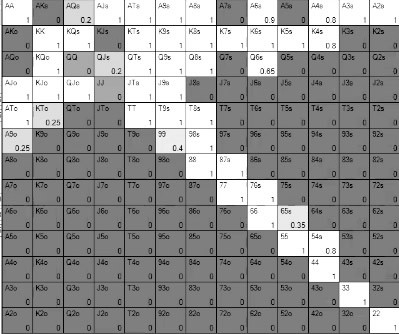 AA AKs AQs AJs ATs A9s A8s A7s A6s A5s A4s A3s A2s
1 0 0.2 1 1 1 1 0 0.9 0 0.8 1 1
AKo KK KQs KJs KTs K9s K8s K7s K6s K5s K4s K3s K2s
0 1 1 0 1 1 1 1 1 1 0.8 0 0
AQo KQo QQ QJs QTs Q9s Q8s Q7s Q6s Q5s Q4s Q3s Q2s
0 1 0 0.2 1 1 1 0 0.65 0 0 0 0
AJo KJo QJo JJ JTs J9s J8s J7s J6s J5s J4s J3s J2s
1 1 1 0 1 1 0 0 0 0 0 0 0
ATo KTo QTo JTo TT T9s T8s T7s T6s T5s T4s T3s T2s
1 0.25 0 0 1 1 1 0 0 0 0 0 0
A9o K9o Q9o J9o T9o 99 98s 97s 96s 95s 94s 93s 92s
0.25 0 0 0 0 0.4 1 0 0 0 0 0 0
A8o K8o Q8o J8o T8o 98o 88 87s 86s 85s 84s 83s 82s
0 0 0 0 0 0 1 1 0 0 0 0 0
A7o K7o Q7o J7o T7o 97o 87o 77 76s 75s 74s 73s 72s
0 0 0 0 0 0 0 1 1 0 0 0 0
A6o K6o Q6o J6o T6o 96o 86o 76o 66 65s 64s 63s 62s
0 0 0 0 0 0 0 0 1 0.35 0 0 0
A5o K5o Q5o J5o T5o 95o 85o 75o 65o 55 54s 53s 52s
0 0 0 0 0 0 0 0 0 1 0.8 0 0
A4o K4o Q4o J4o T4o 94o 84o 74o 64o 54o 44 43s 42s
0 0 0 0 0 0 0 0 0 0 1 0 0
A3o K3o Q3o J3o T3o 93o 83o 73o 63o 53o 43o 33 32s
0 0 0 0 0 0 0 0 0 0 0 1 0
A2o K2o Q2o J2o T2o 92o 82o 72o 62o 52o 42o 32o 22
0 0 0 0 0 0 0 0 0 0 0 0 1